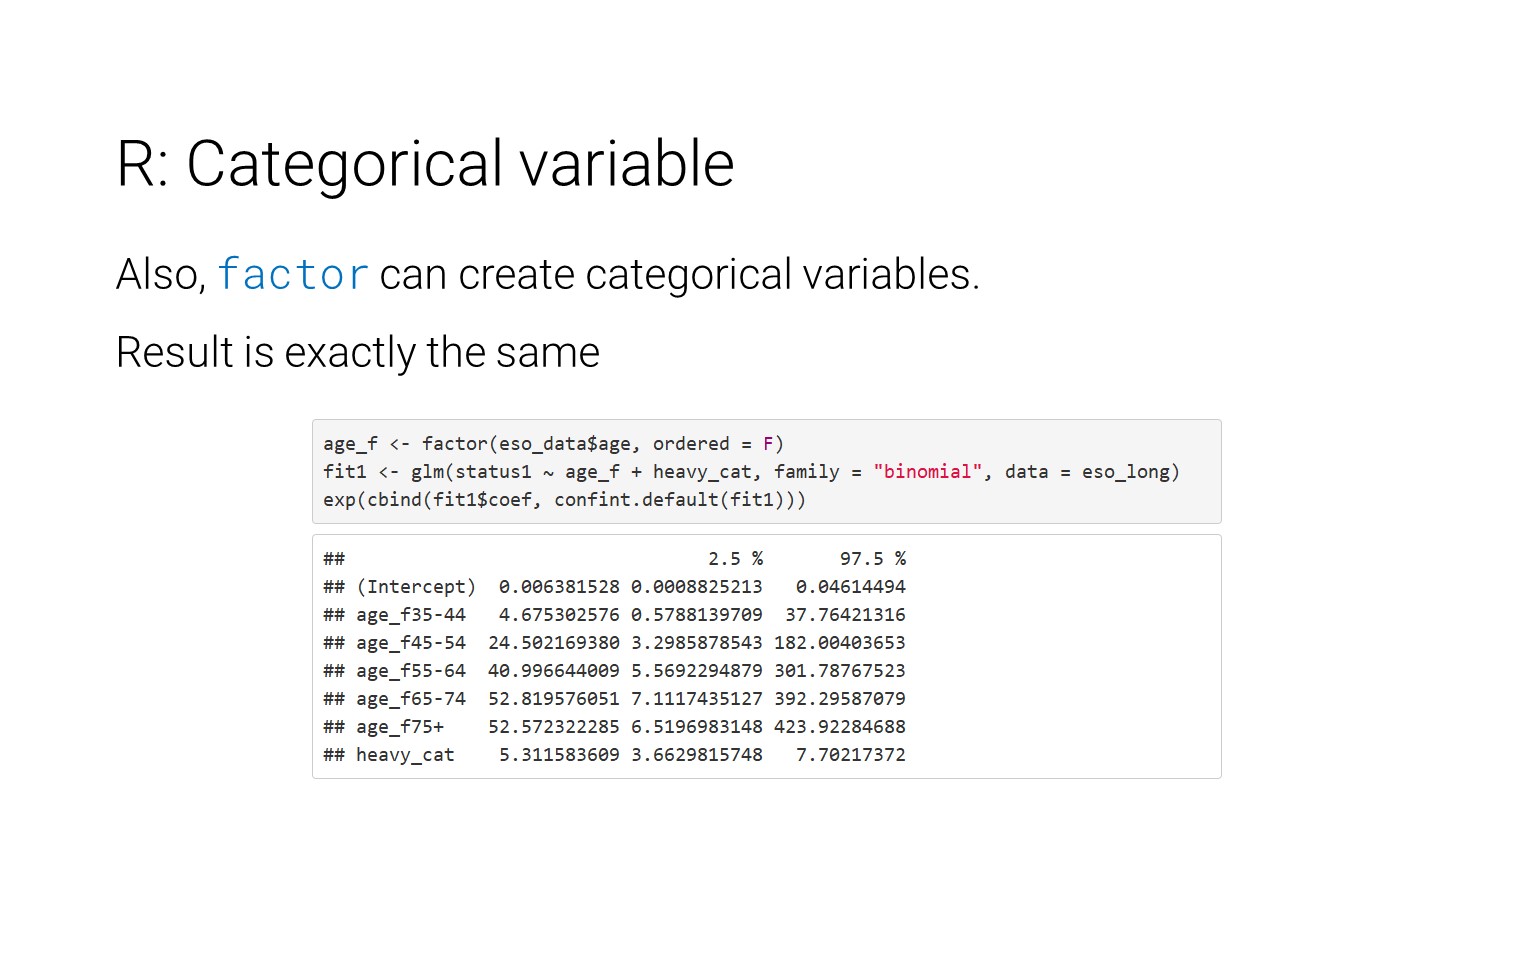 R: Categorical variable
Also, factor can create categorical variables.
Result is exactly the same
age_f <- factor(eso_data$age, ordered = F)
fit1 <- glm(status1 ~ age_f + heavy_cat, family = "binomial", data = eso_long)
exp(cbind(fit1$coef, confint.default(fit1)))
##                                 2.5 %       97.5 %
## (Intercept)  0.006381528 0.0008825213   0.04614494
## age_f35-44   4.675302576 0.5788139709  37.76421316
## age_f45-54  24.502169380 3.2985878543 182.00403653
## age_f55-64  40.996644009 5.5692294879 301.78767523
## age_f65-74  52.819576051 7.1117435127 392.29587079
## age_f75+    52.572322285 6.5196983148 423.92284688
## heavy_cat    5.311583609 3.6629815748   7.70217372